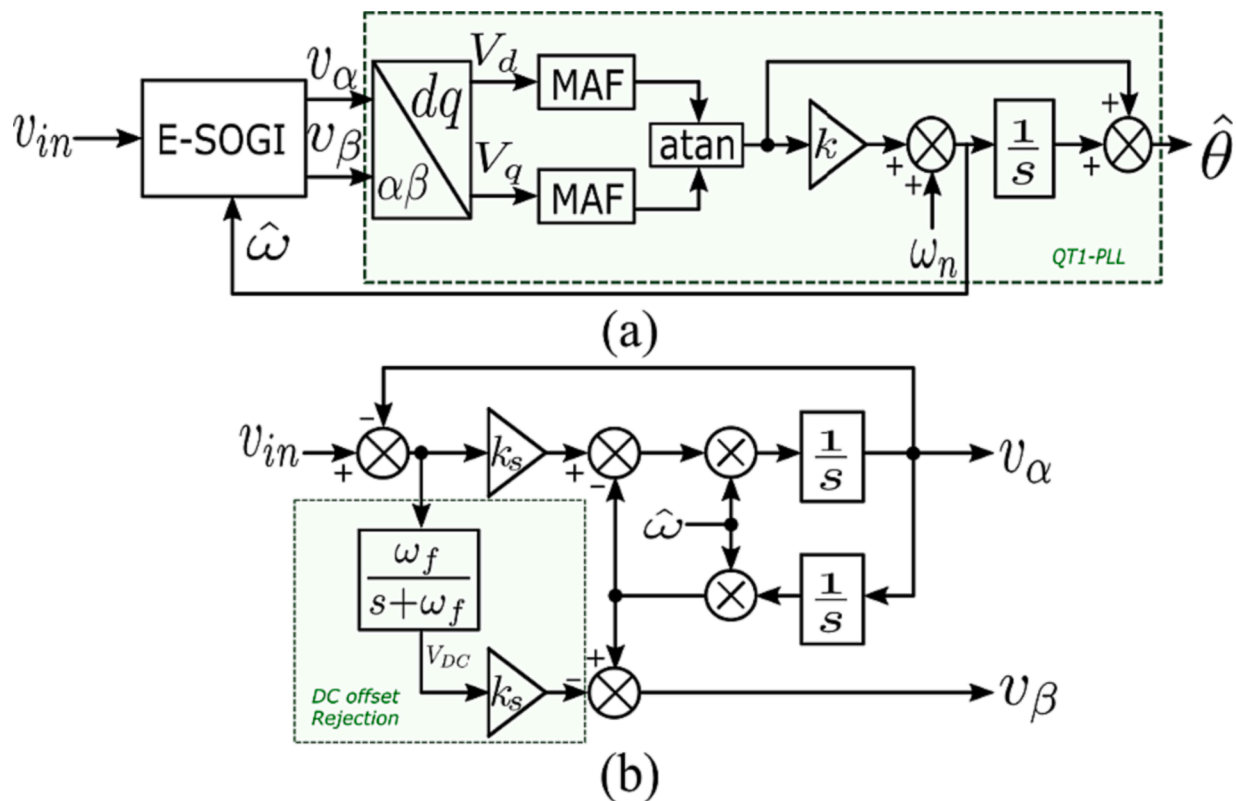 v_in
E-SOGI
v_α
v_β
dq
αβ
V_d
V_q
MAF
MAF
atan
k
+
+
ω_n
1/s
+
+
θ̂
ω̂
QT1-PLL
(a)
v_in
+
−
k_s
+
−
ω̂
1/s
1/s
v_α
ω_f/(s+ω_f)
V_DC
k_s
−
+
v_β
DC offset
Rejection
(b)